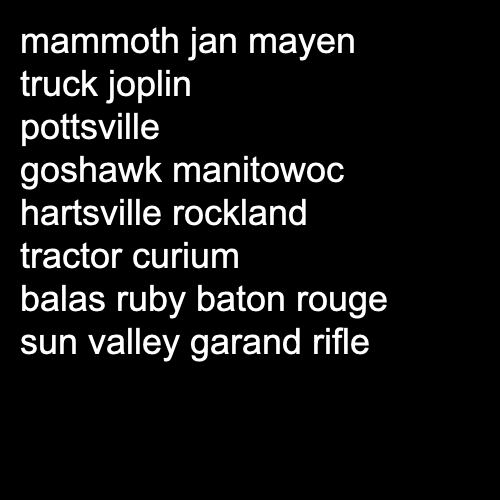 mammoth jan mayen
truck joplin
pottsville
goshawk manitowoc
hartsville rockland
tractor curium
balas ruby baton rouge
sun valley garand rifle